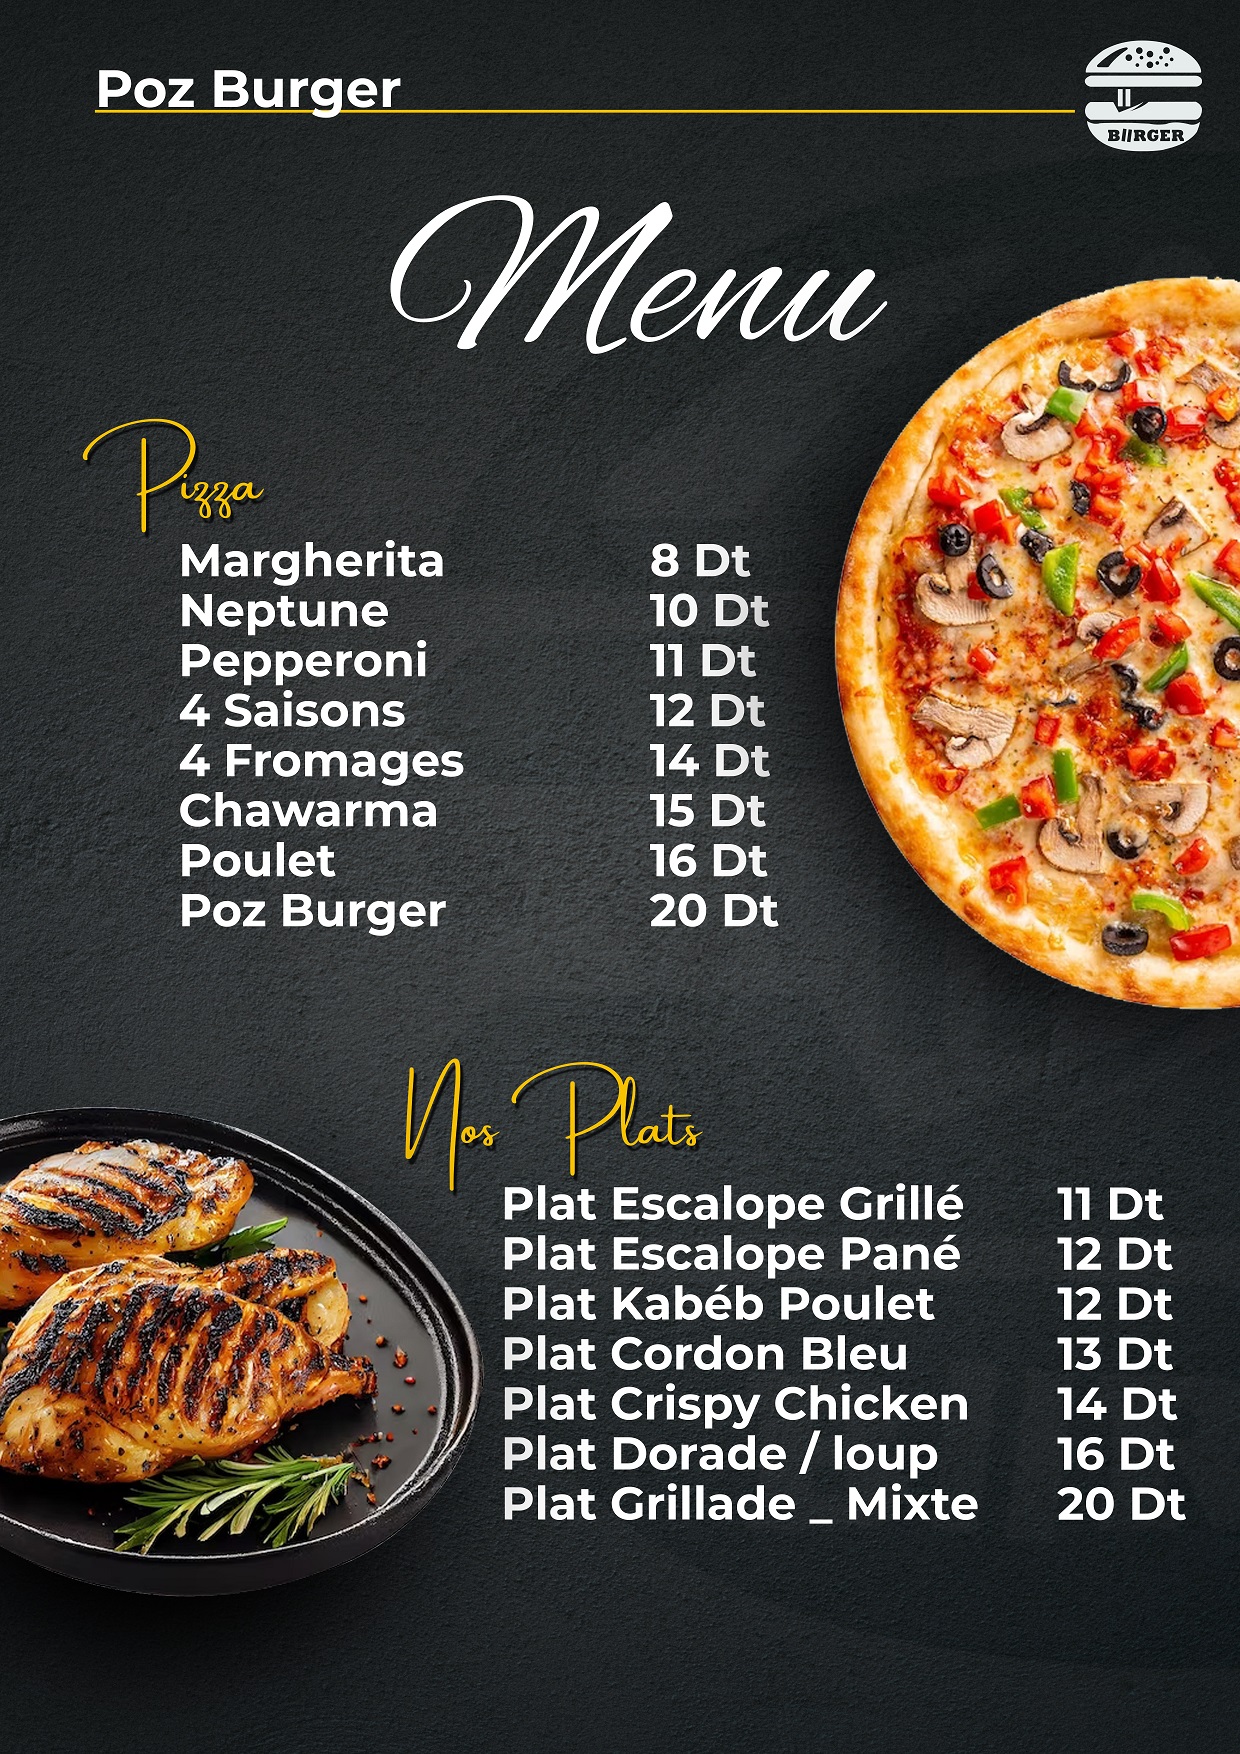 Poz Burger
BIIRGER
Menu
Pizza
Margherita 8 Dt
Neptune 10 Dt
Pepperoni 11 Dt
4 Saisons 12 Dt
4 Fromages 14 Dt
Chawarma 15 Dt
Poulet 16 Dt
Poz Burger 20 Dt
Nos Plats
Plat Escalope Grillé 11 Dt
Plat Escalope Pané 12 Dt
Plat Kabéb Poulet 12 Dt
Plat Cordon Bleu 13 Dt
Plat Crispy Chicken 14 Dt
Plat Dorade / loup 16 Dt
Plat Grillade _ Mixte 20 Dt